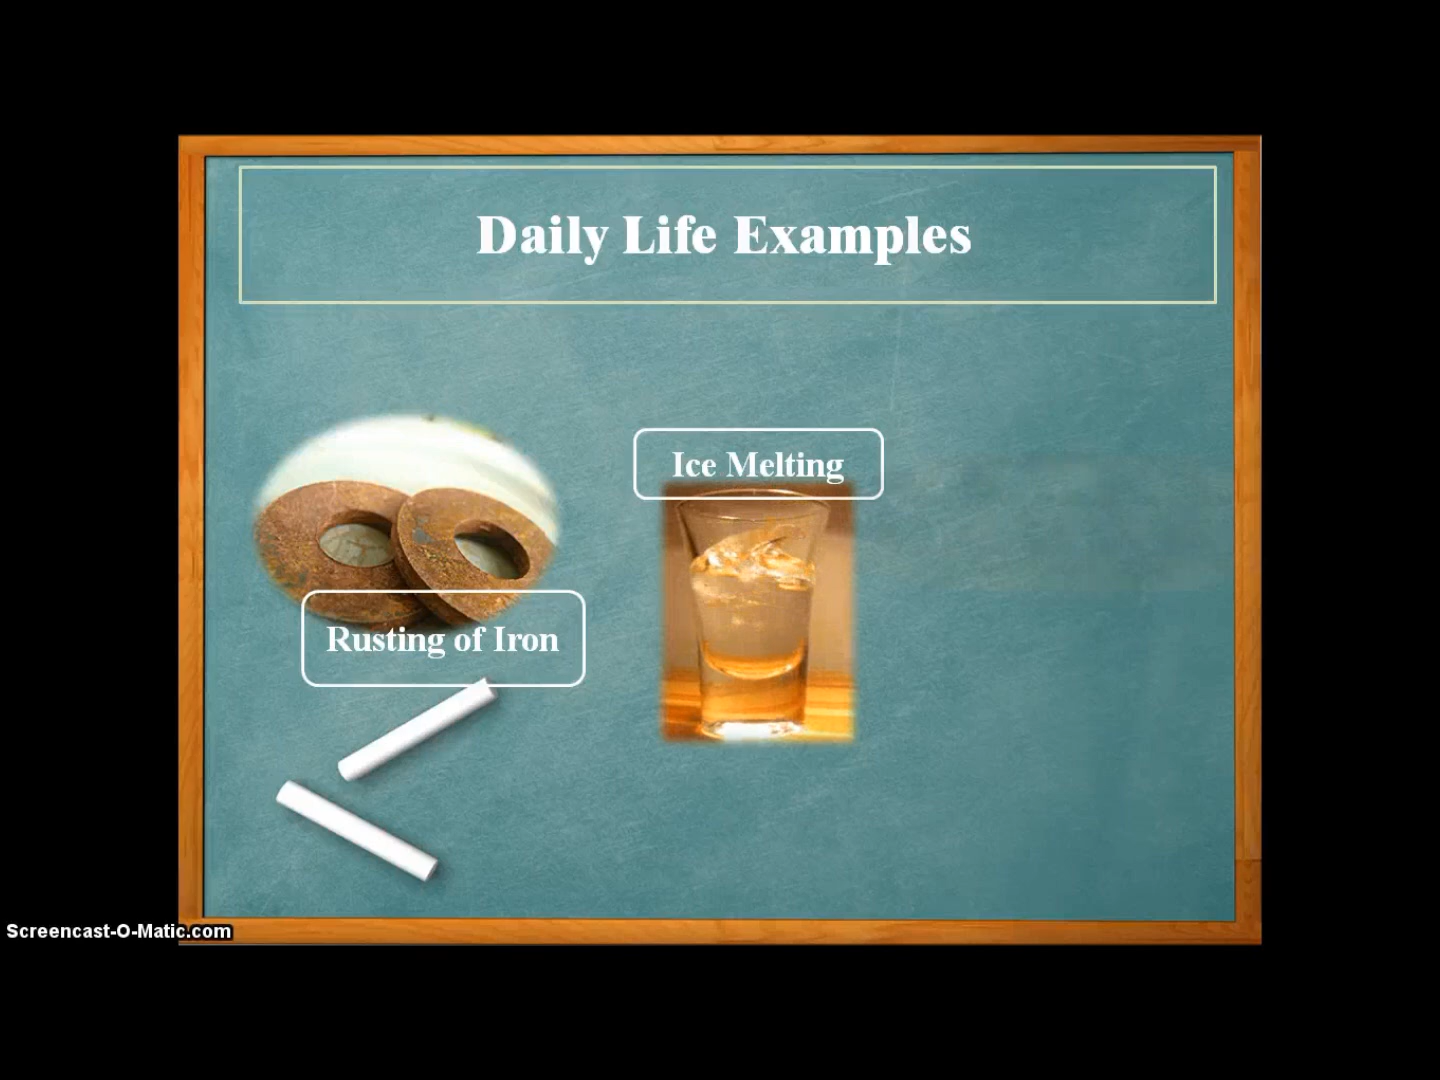 Daily Life Examples
Ice Melting
Rusting of Iron
Screencast-O-Matic.com